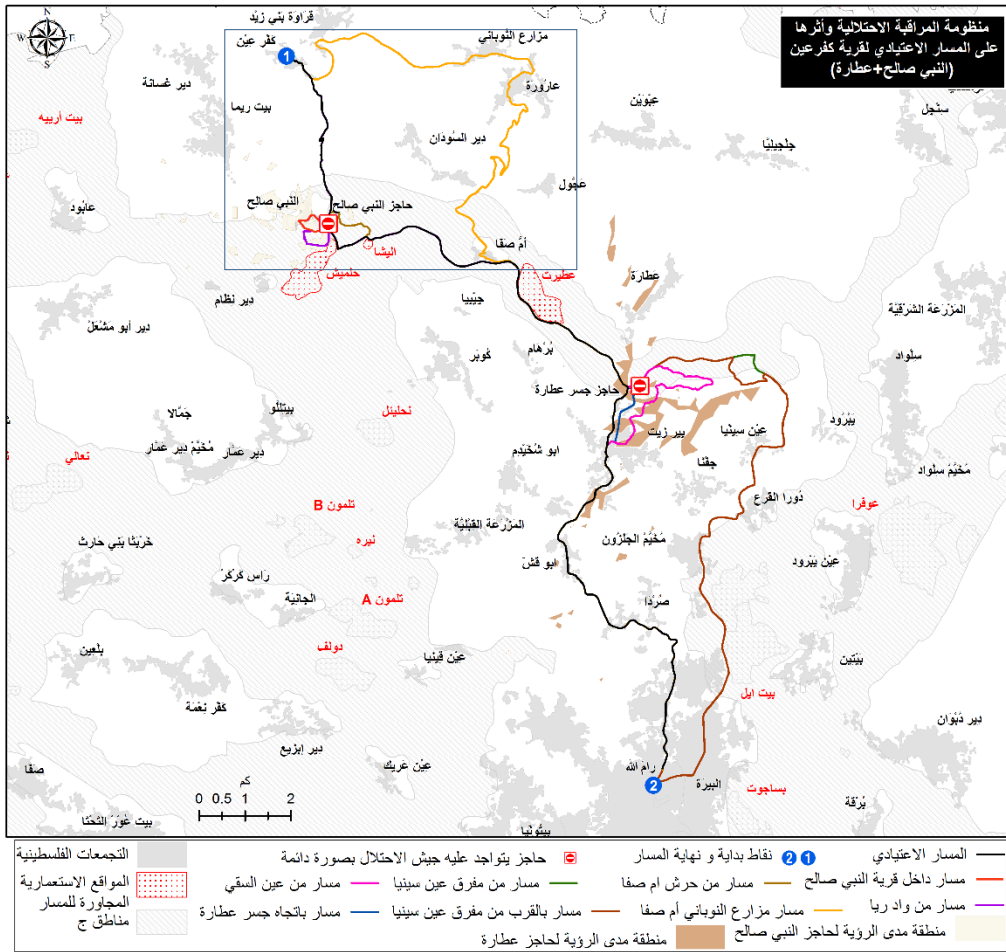 منظومة المراقبة الاحتلالية وأثرها
على المسار الاعتيادي لقرية كفرعين
(النبي صالح+عطارة)
N
W
E
S
قراوة بني زيد
كفر عين
1
مزارع النوباني
عارورة
دير غسانة
بيت ريما
دير السودان
عبوين
سنجل
جلجيليا
بيت أرييه
عابود
عجول
النبي صالح
حاجز النبي صالح
اليشا
أم صفا
حلميش
عطيرت
عطارة
دير نظام
جيبيا
المزرعة الشرقية
دير أبو مشعل
كوبر
برهام
سلواد
حاجز جسر عطارة
جمالا
بيتللو
نحليئل
عين سينيا
يبرود
بير زيت
مخيم دير عمار
دير عمار
ابو شخيدم
جفنا
مخيم سلواد
نعالي
دورا القرع
عوفرا
تلمون B
المزرعة القبلية
نيره
مخيم الجلزون
خربثا بني حارث
عين يبرود
ابو قش
راس كركر
الجانية
تلمون A
صردا
دولف
بلعين
عين قينيا
بيتين
بيت ايل
كفر نعمة
دير دبوان
دير إبزيع
عين عريك
صفا
رام الله
2
البيرة
بساجوت
برقة
كم
0 0.5 1 2
بيت عور التحتا
بيتونيا
المسار الاعتيادي
1 2 نقاط بداية و نهاية المسار
حاجز يتواجد عليه جيش الاحتلال بصورة دائمة
التجمعات الفلسطينية
مسار داخل قرية النبي صالح
مسار من حرش ام صفا
مسار من مفرق عين سينيا
مسار من عين السقي
المواقع الاستعمارية
المجاورة للمسار
مسار من واد ريا
مسار مزارع النوباني أم صفا
مسار بالقرب من مفرق عين سينيا
مسار باتجاه جسر عطارة
مناطق ج
منطقة مدى الرؤية لحاجز النبي صالح
منطقة مدى الرؤية لحاجز عطارة